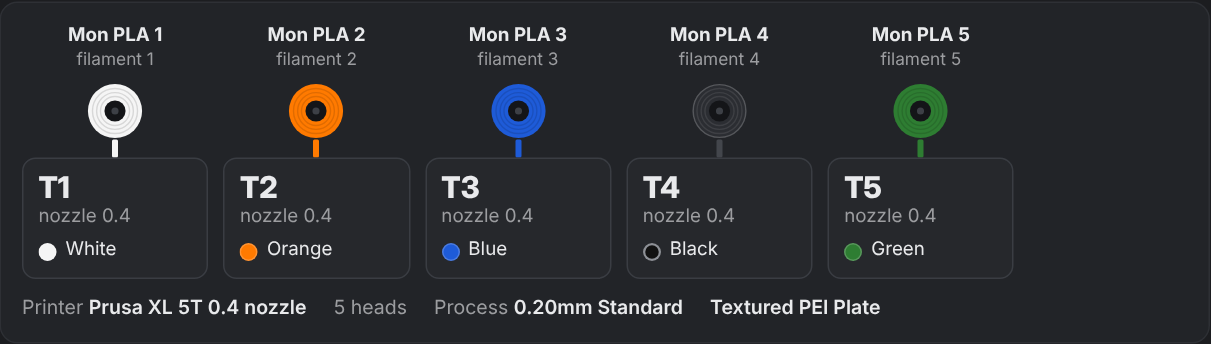 Mon PLA 1
filament 1
Mon PLA 2
filament 2
Mon PLA 3
filament 3
Mon PLA 4
filament 4
Mon PLA 5
filament 5
T1
nozzle 0.4
White
T2
nozzle 0.4
Orange
T3
nozzle 0.4
Blue
T4
nozzle 0.4
Black
T5
nozzle 0.4
Green
Printer Prusa XL 5T 0.4 nozzle 5 heads Process 0.20mm Standard Textured PEI Plate